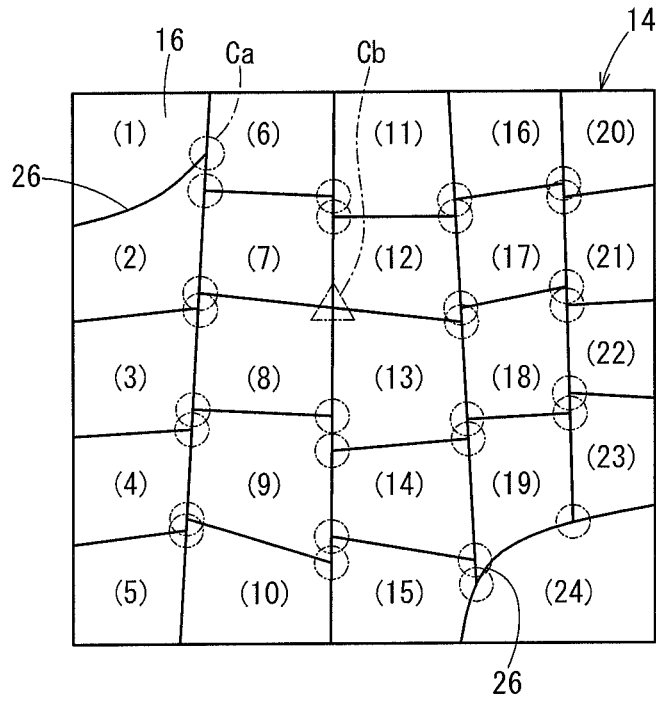 14
16 Ca Cb
(1) (6) (11) (16) (20)
26
(2) (7) (12) (17) (21)
(3) (8) (13) (18) (22)
(4) (9) (14) (19) (23)
(5) (10) (15) (24)
26